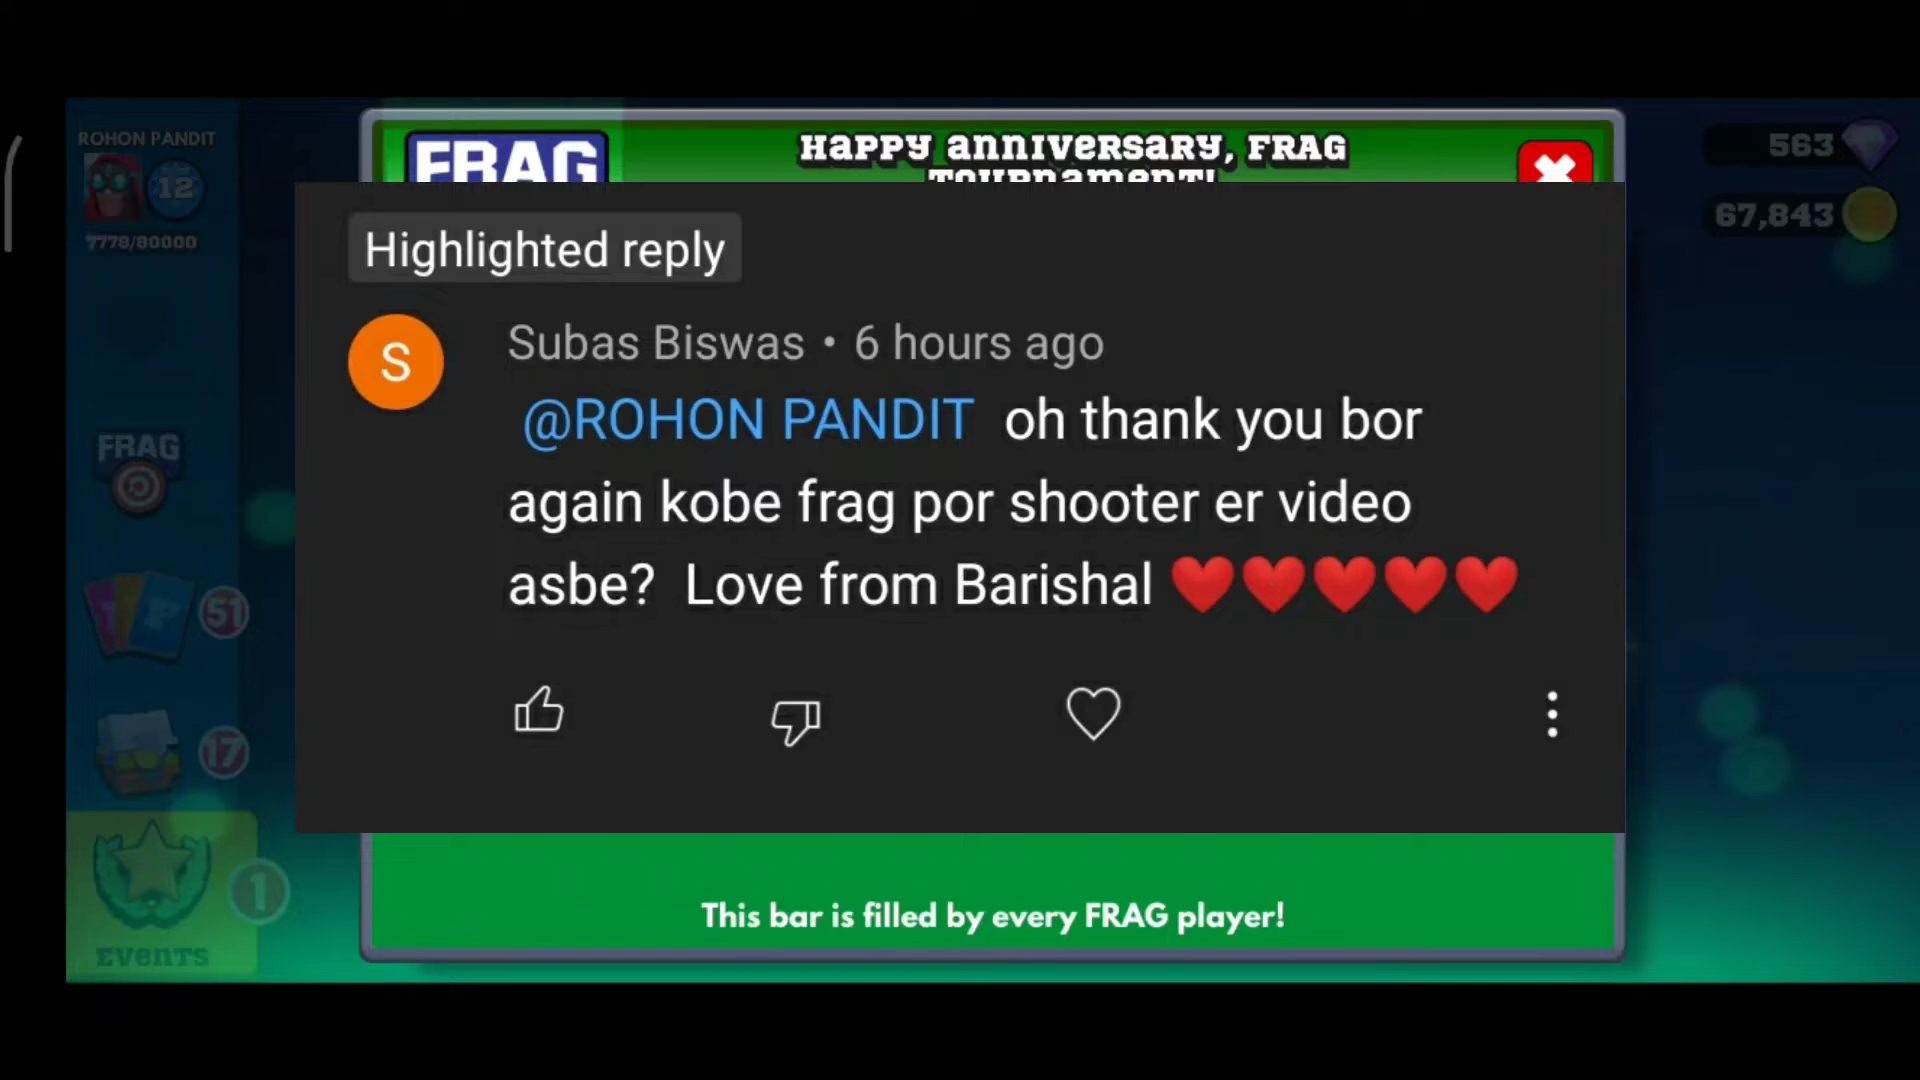 ROHON PANDIT
12
7778/80000
FRAG
HAPPY ANNIVERSARY, FRAG
TOURNAMENT!
563
67,843
Highlighted reply
S
Subas Biswas • 6 hours ago
@ROHON PANDIT oh thank you bor
again kobe frag por shooter er video
asbe? Love from Barishal ❤️❤️❤️❤️❤️
FRAG
51
P
17
1
EVENTS
This bar is filled by every FRAG player!